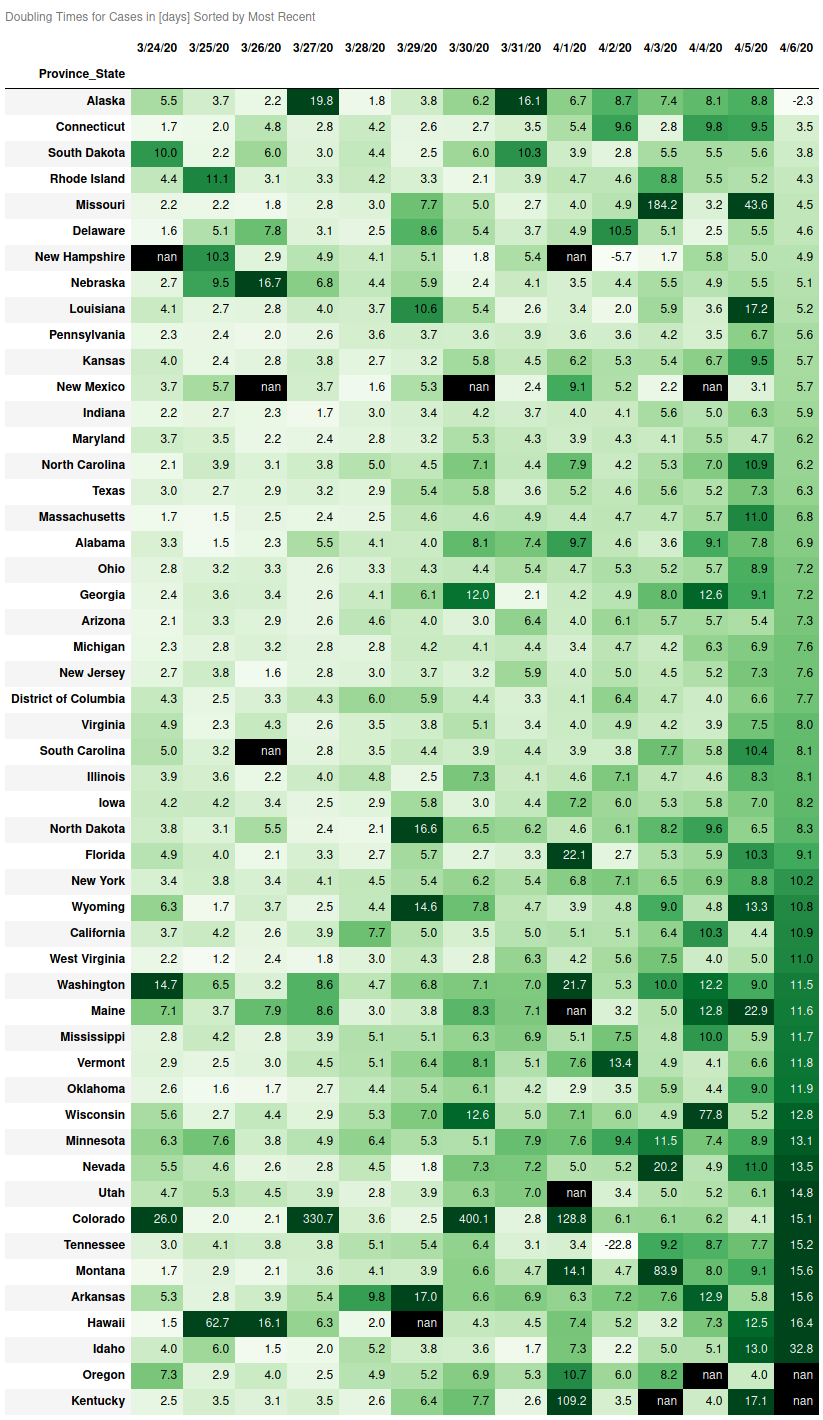 Doubling Times for Cases in [days] Sorted by Most Recent
3/24/20 3/25/20 3/26/20 3/27/20 3/28/20 3/29/20 3/30/20 3/31/20 4/1/20 4/2/20 4/3/20 4/4/20 4/5/20 4/6/20
Province_State
Alaska 5.5 3.7 2.2 19.8 1.8 3.8 6.2 16.1 6.7 8.7 7.4 8.1 8.8 -2.3
Connecticut 1.7 2.0 4.8 2.8 4.2 2.6 2.7 3.5 5.4 9.6 2.8 9.8 9.5 3.5
South Dakota 10.0 2.2 6.0 3.0 4.4 2.5 6.0 10.3 3.9 2.8 5.5 5.5 5.6 3.8
Rhode Island 4.4 11.1 3.1 3.3 4.2 3.3 2.1 3.9 4.7 4.6 8.8 5.5 5.2 4.3
Missouri 2.2 2.2 1.8 2.8 3.0 7.7 5.0 2.7 4.0 4.9 184.2 3.2 43.6 4.5
Delaware 1.6 5.1 7.8 3.1 2.5 8.6 5.4 3.7 4.9 10.5 5.1 2.5 5.5 4.6
New Hampshire nan 10.3 2.9 4.9 4.1 5.1 1.8 5.4 nan -5.7 1.7 5.8 5.0 4.9
Nebraska 2.7 9.5 16.7 6.8 4.4 5.9 2.4 4.1 3.5 4.4 5.5 4.9 5.5 5.1
Louisiana 4.1 2.7 2.8 4.0 3.7 10.6 5.4 2.6 3.4 2.0 5.9 3.6 17.2 5.2
Pennsylvania 2.3 2.4 2.0 2.6 3.6 3.7 3.6 3.9 3.6 3.6 4.2 3.5 6.7 5.6
Kansas 4.0 2.4 2.8 3.8 2.7 3.2 5.8 4.5 6.2 5.3 5.4 6.7 9.5 5.7
New Mexico 3.7 5.7 nan 3.7 1.6 5.3 nan 2.4 9.1 5.2 2.2 nan 3.1 5.7
Indiana 2.2 2.7 2.3 1.7 3.0 3.4 4.2 3.7 4.0 4.1 5.6 5.0 6.3 5.9
Maryland 3.7 3.5 2.2 2.4 2.8 3.2 5.3 4.3 3.9 4.3 4.1 5.5 4.7 6.2
North Carolina 2.1 3.9 3.1 3.8 5.0 4.5 7.1 4.4 7.9 4.2 5.3 7.0 10.9 6.2
Texas 3.0 2.7 2.9 3.2 2.9 5.4 5.8 3.6 5.2 4.6 5.6 5.2 7.3 6.3
Massachusetts 1.7 1.5 2.5 2.4 2.5 4.6 4.6 4.9 4.4 4.7 4.7 5.7 11.0 6.8
Alabama 3.3 1.5 2.3 5.5 4.1 4.0 8.1 7.4 9.7 4.6 3.6 9.1 7.8 6.9
Ohio 2.8 3.2 3.3 2.6 3.3 4.3 4.4 5.4 4.7 5.3 5.2 5.7 8.9 7.2
Georgia 2.4 3.6 3.4 2.6 4.1 6.1 12.0 2.1 4.2 4.9 8.0 12.6 9.1 7.2
Arizona 2.1 3.3 2.9 2.6 4.6 4.0 3.0 6.4 4.0 6.1 5.7 5.7 5.4 7.3
Michigan 2.3 2.8 3.2 2.8 2.8 4.2 4.1 4.4 3.4 4.7 4.2 6.3 6.9 7.6
New Jersey 2.7 3.8 1.6 2.8 3.0 3.7 3.2 5.9 4.0 5.0 4.5 5.2 7.3 7.6
District of Columbia 4.3 2.5 3.3 4.3 6.0 5.9 4.4 3.3 4.1 6.4 4.7 4.0 6.6 7.7
Virginia 4.9 2.3 4.3 2.6 3.5 3.8 5.1 3.4 4.0 4.9 4.2 3.9 7.5 8.0
South Carolina 5.0 3.2 nan 2.8 3.5 4.4 3.9 4.4 3.9 3.8 7.7 5.8 10.4 8.1
Illinois 3.9 3.6 2.2 4.0 4.8 2.5 7.3 4.1 4.6 7.1 4.7 4.6 8.3 8.1
Iowa 4.2 4.2 3.4 2.5 2.9 5.8 3.0 4.4 7.2 6.0 5.3 5.8 7.0 8.2
North Dakota 3.8 3.1 5.5 2.4 2.1 16.6 6.5 6.2 4.6 6.1 8.2 9.6 6.5 8.3
Florida 4.9 4.0 2.1 3.3 2.7 5.7 2.7 3.3 22.1 2.7 5.3 5.9 10.3 9.1
New York 3.4 3.8 3.4 4.1 4.5 5.4 6.2 5.4 6.8 7.1 6.5 6.9 8.8 10.2
Wyoming 6.3 1.7 3.7 2.5 4.4 14.6 7.8 4.7 3.9 4.8 9.0 4.8 13.3 10.8
California 3.7 4.2 2.6 3.9 7.7 5.0 3.5 5.0 5.1 5.1 6.4 10.3 4.4 10.9
West Virginia 2.2 1.2 2.4 1.8 3.0 4.3 2.8 6.3 4.2 5.6 7.5 4.0 5.0 11.0
Washington 14.7 6.5 3.2 8.6 4.7 6.8 7.1 7.0 21.7 5.3 10.0 12.2 9.0 11.5
Maine 7.1 3.7 7.9 8.6 3.0 3.8 8.3 7.1 nan 3.2 5.0 12.8 22.9 11.6
Mississippi 2.8 4.2 2.8 3.9 5.1 5.1 6.3 6.9 5.1 7.5 4.8 10.0 5.9 11.7
Vermont 2.9 2.5 3.0 4.5 5.1 6.4 8.1 5.1 7.6 13.4 4.9 4.1 6.6 11.8
Oklahoma 2.6 1.6 1.7 2.7 4.4 5.4 6.1 4.2 2.9 3.5 5.9 4.4 9.0 11.9
Wisconsin 5.6 2.7 4.4 2.9 5.3 7.0 12.6 5.0 7.1 6.0 4.9 77.8 5.2 12.8
Minnesota 6.3 7.6 3.8 4.9 6.4 5.3 5.1 7.9 7.6 9.4 11.5 7.4 8.9 13.1
Nevada 5.5 4.6 2.6 2.8 4.5 1.8 7.3 7.2 5.0 5.2 20.2 4.9 11.0 13.5
Utah 4.7 5.3 4.5 3.9 2.8 3.9 6.3 7.0 nan 3.4 5.0 5.2 6.1 14.8
Colorado 26.0 2.0 2.1 330.7 3.6 2.5 400.1 2.8 128.8 6.1 6.1 6.2 4.1 15.1
Tennessee 3.0 4.1 3.8 3.8 5.1 5.4 6.4 3.1 3.4 -22.8 9.2 8.7 7.7 15.2
Montana 1.7 2.9 2.1 3.6 4.1 3.9 6.6 4.7 14.1 4.7 83.9 8.0 9.1 15.6
Arkansas 5.3 2.8 3.9 5.4 9.8 17.0 6.6 6.9 6.3 7.2 7.6 12.9 5.8 15.6
Hawaii 1.5 62.7 16.1 6.3 2.0 nan 4.3 4.5 7.4 5.2 3.2 7.3 12.5 16.4
Idaho 4.0 6.0 1.5 2.0 5.2 3.8 3.6 1.7 7.3 2.2 5.0 5.1 13.0 32.8
Oregon 7.3 2.9 4.0 2.5 4.9 5.2 6.9 5.3 10.7 6.0 8.2 nan 4.0 nan
Kentucky 2.5 3.5 3.1 3.5 2.6 6.4 7.7 2.6 109.2 3.5 nan 4.0 17.1 nan